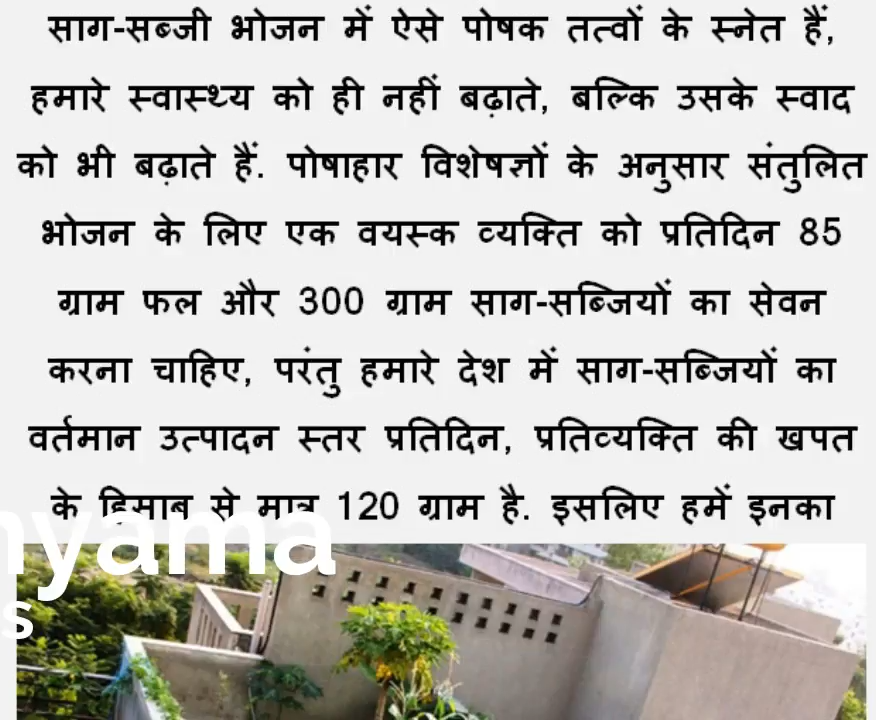 साग-सब्जी भोजन में ऐसे पोषक तत्वों के स्नेत हैं,
हमारे स्वास्थ्य को ही नहीं बढ़ाते, बल्कि उसके स्वाद
को भी बढ़ाते हैं. पोषाहार विशेषज्ञों के अनुसार संतुलित
भोजन के लिए एक वयस्क व्यक्ति को प्रतिदिन 85
ग्राम फल और 300 ग्राम साग-सब्जियों का सेवन
करना चाहिए, परंतु हमारे देश में साग-सब्जियों का
वर्तमान उत्पादन स्तर प्रतिदिन, प्रतिव्यक्ति की खपत
के हिसाब से मात्र 120 ग्राम है. इसलिए हमें इनका
nyama
s